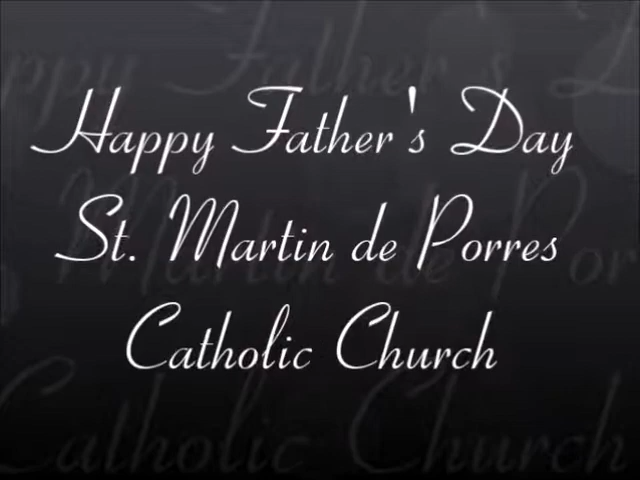 Happy Father's Day
St. Martin de Porres
Catholic Church